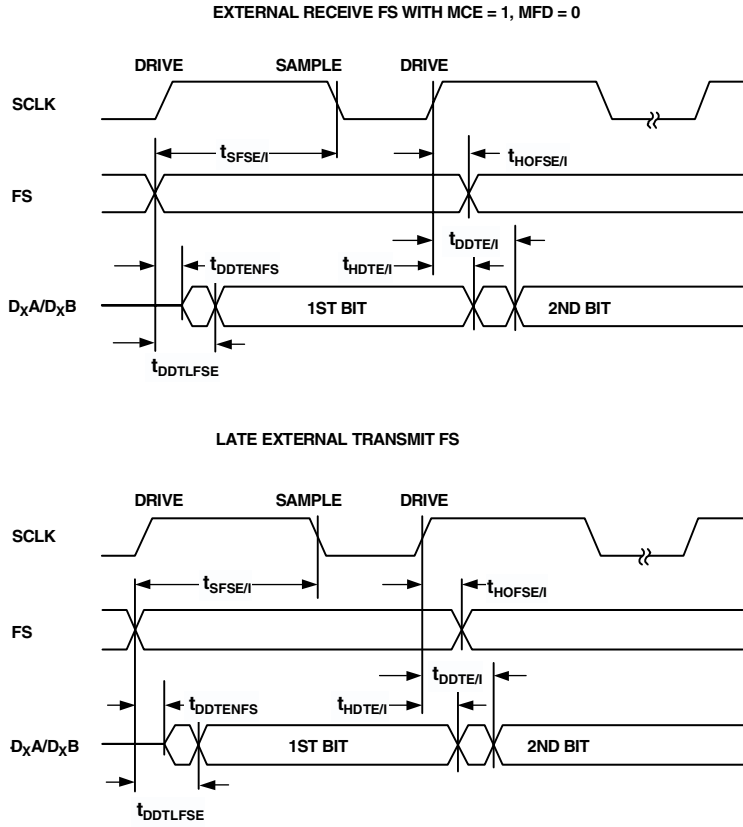 EXTERNAL RECEIVE FS WITH MCE = 1, MFD = 0
DRIVE SAMPLE DRIVE
SCLK
tSFSE/I tHOFSE/I
FS
tDDTE/I
tDDTENFS tHDTE/I
DXA/DXB 1ST BIT 2ND BIT
tDDTLFSE
LATE EXTERNAL TRANSMIT FS
DRIVE SAMPLE DRIVE
SCLK
tSFSE/I tHOFSE/I
FS
tDDTE/I
tDDTENFS tHDTE/I
DXA/DXB 1ST BIT 2ND BIT
tDDTLFSE